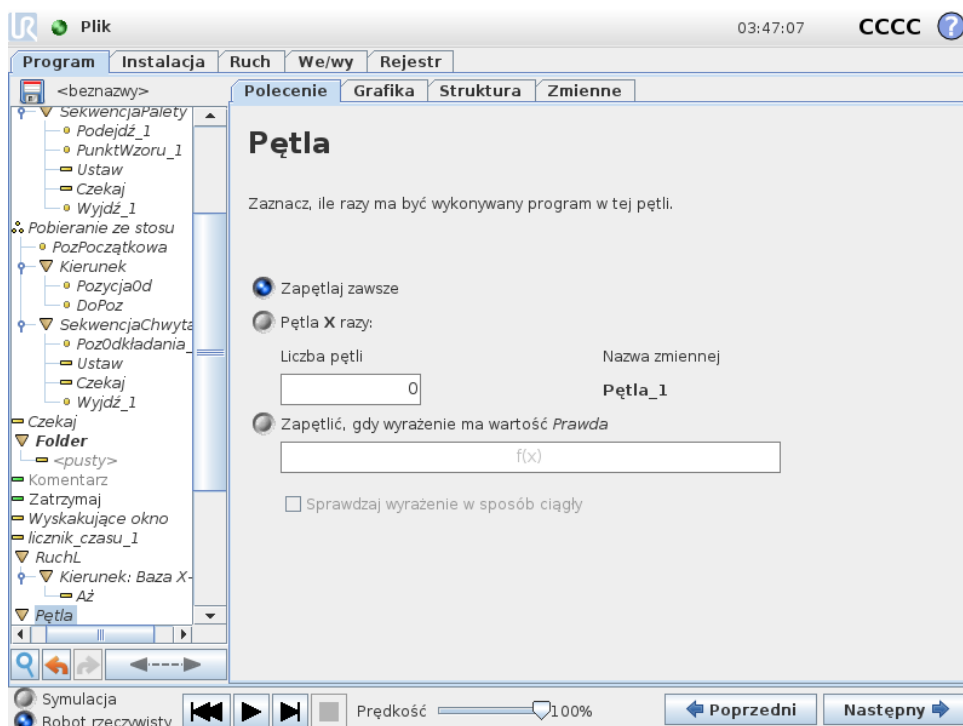 UR Plik 03:47:07 CCCC ?
Program Instalacja Ruch We/wy Rejestr
<beznazwy>
Polecenie Grafika Struktura Zmienne
SekwencjaPalety
Podejdź_1
PunktWzoru_1
Ustaw
Czekaj
Wyjdź_1
Pobieranie ze stosu
PozPoczątkowa
Kierunek
PozycjaOd
DoPoz
SekwencjaChwyta
PozOdkładania_
Ustaw
Czekaj
Wyjdź_1
Czekaj
Folder
<pusty>
Komentarz
Zatrzymaj
Wyskakujące okno
licznik_czasu_1
RuchL
Kierunek: Baza X-
Aż
Pętla
Pętla
Zaznacz, ile razy ma być wykonywany program w tej pętli.
Zapętlaj zawsze
Pętla X razy:
Liczba pętli Nazwa zmiennej
0 Pętla_1
Zapętlić, gdy wyrażenie ma wartość Prawda
f(x)
Sprawdzaj wyrażenie w sposób ciągły
Symulacja
Robot rzeczywisty
Prędkość 100%
Poprzedni Następny